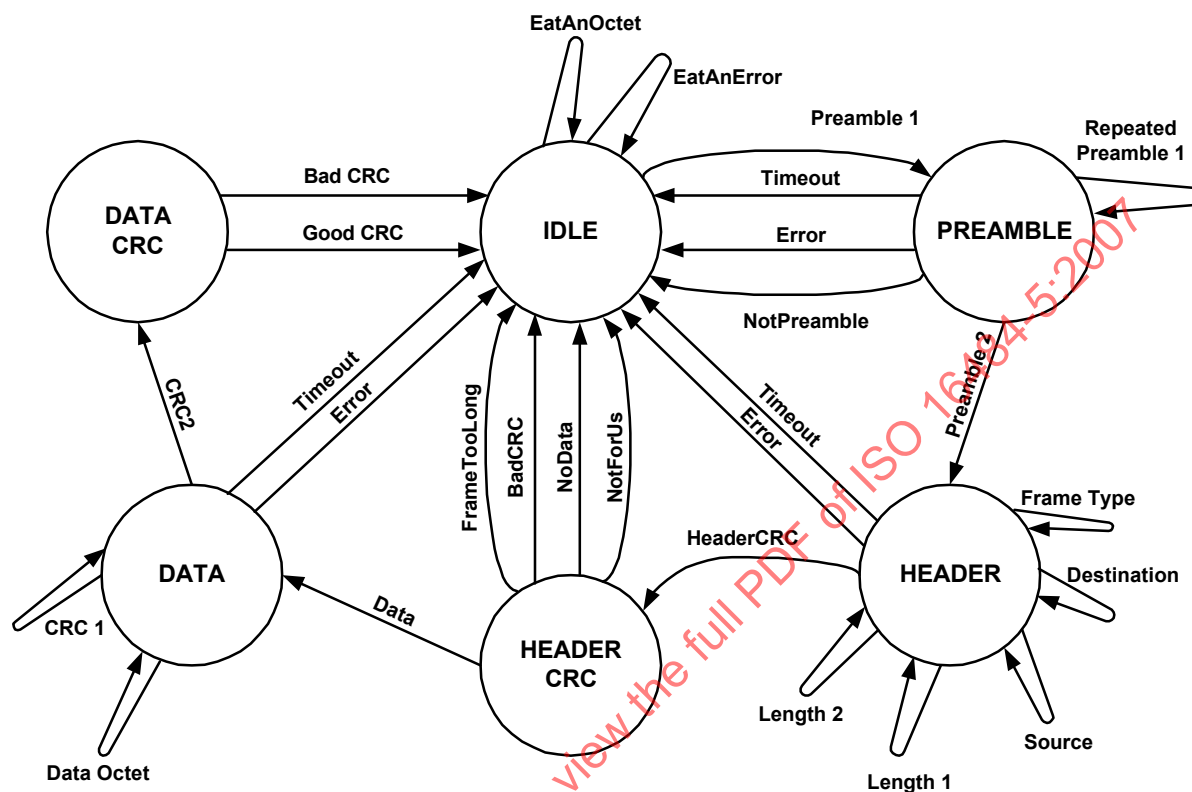 EatAnOctet
EatAnError
Preamble 1
Repeated
Preamble 1
Bad CRC
Timeout
DATA
CRC
IDLE
PREAMBLE
Good CRC
Error
NotPreamble
CRC2
Timeout
Error
FrameTooLong
BadCRC
NoData
NotForUs
Timeout
Error
Preamble 2
Frame Type
HeaderCRC
DATA
HEADER
Destination
CRC 1
Data
HEADER
CRC
Length 2
Source
Data Octet
Length 1
view the full PDF of ISO 16484-5:2007